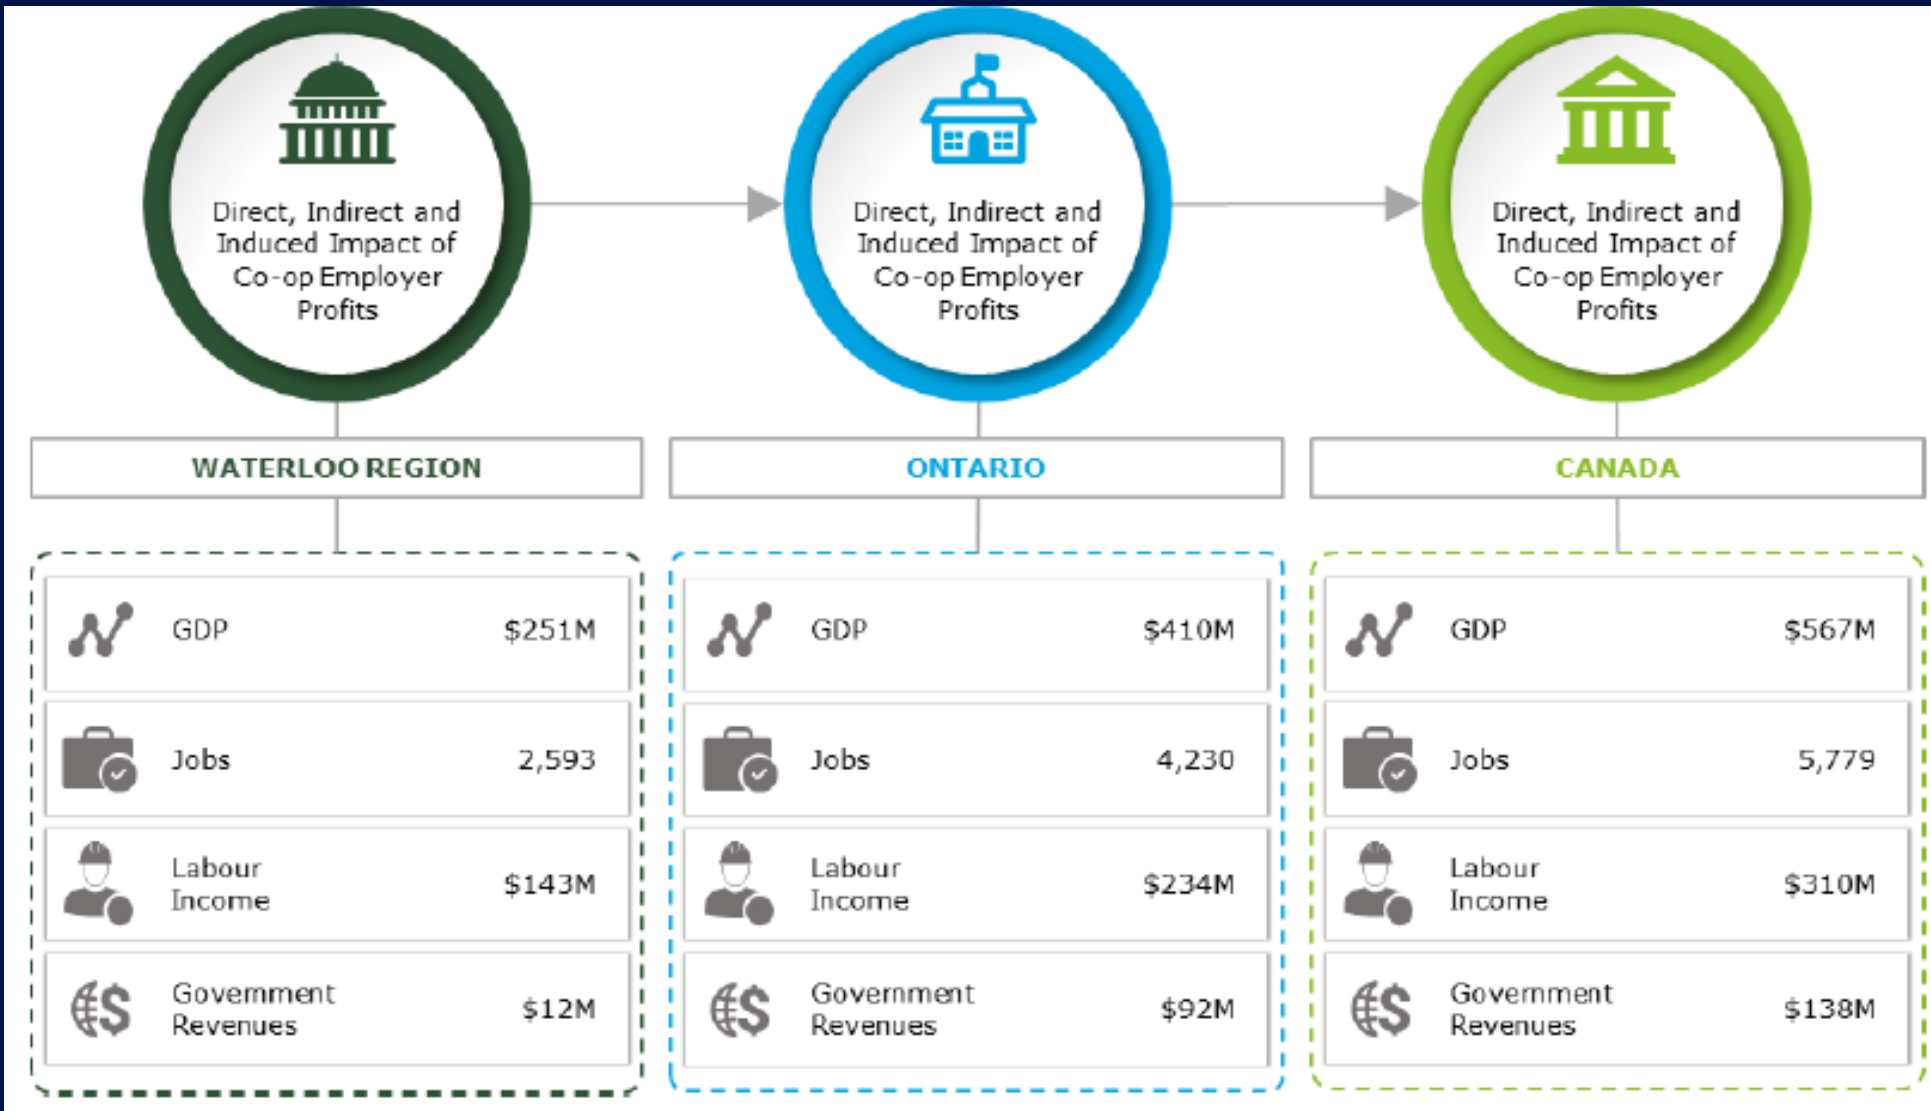 Direct, Indirect and
Induced Impact of
Co-op Employer
Profits
Direct, Indirect and
Induced Impact of
Co-op Employer
Profits
Direct, Indirect and
Induced Impact of
Co-op Employer
Profits
WATERLOO REGION
ONTARIO
CANADA
GDP $251M
Jobs 2,593
Labour
Income $143M
Government
Revenues $12M
GDP $410M
Jobs 4,230
Labour
Income $234M
Government
Revenues $92M
GDP $567M
Jobs 5,779
Labour
Income $310M
Government
Revenues $138M